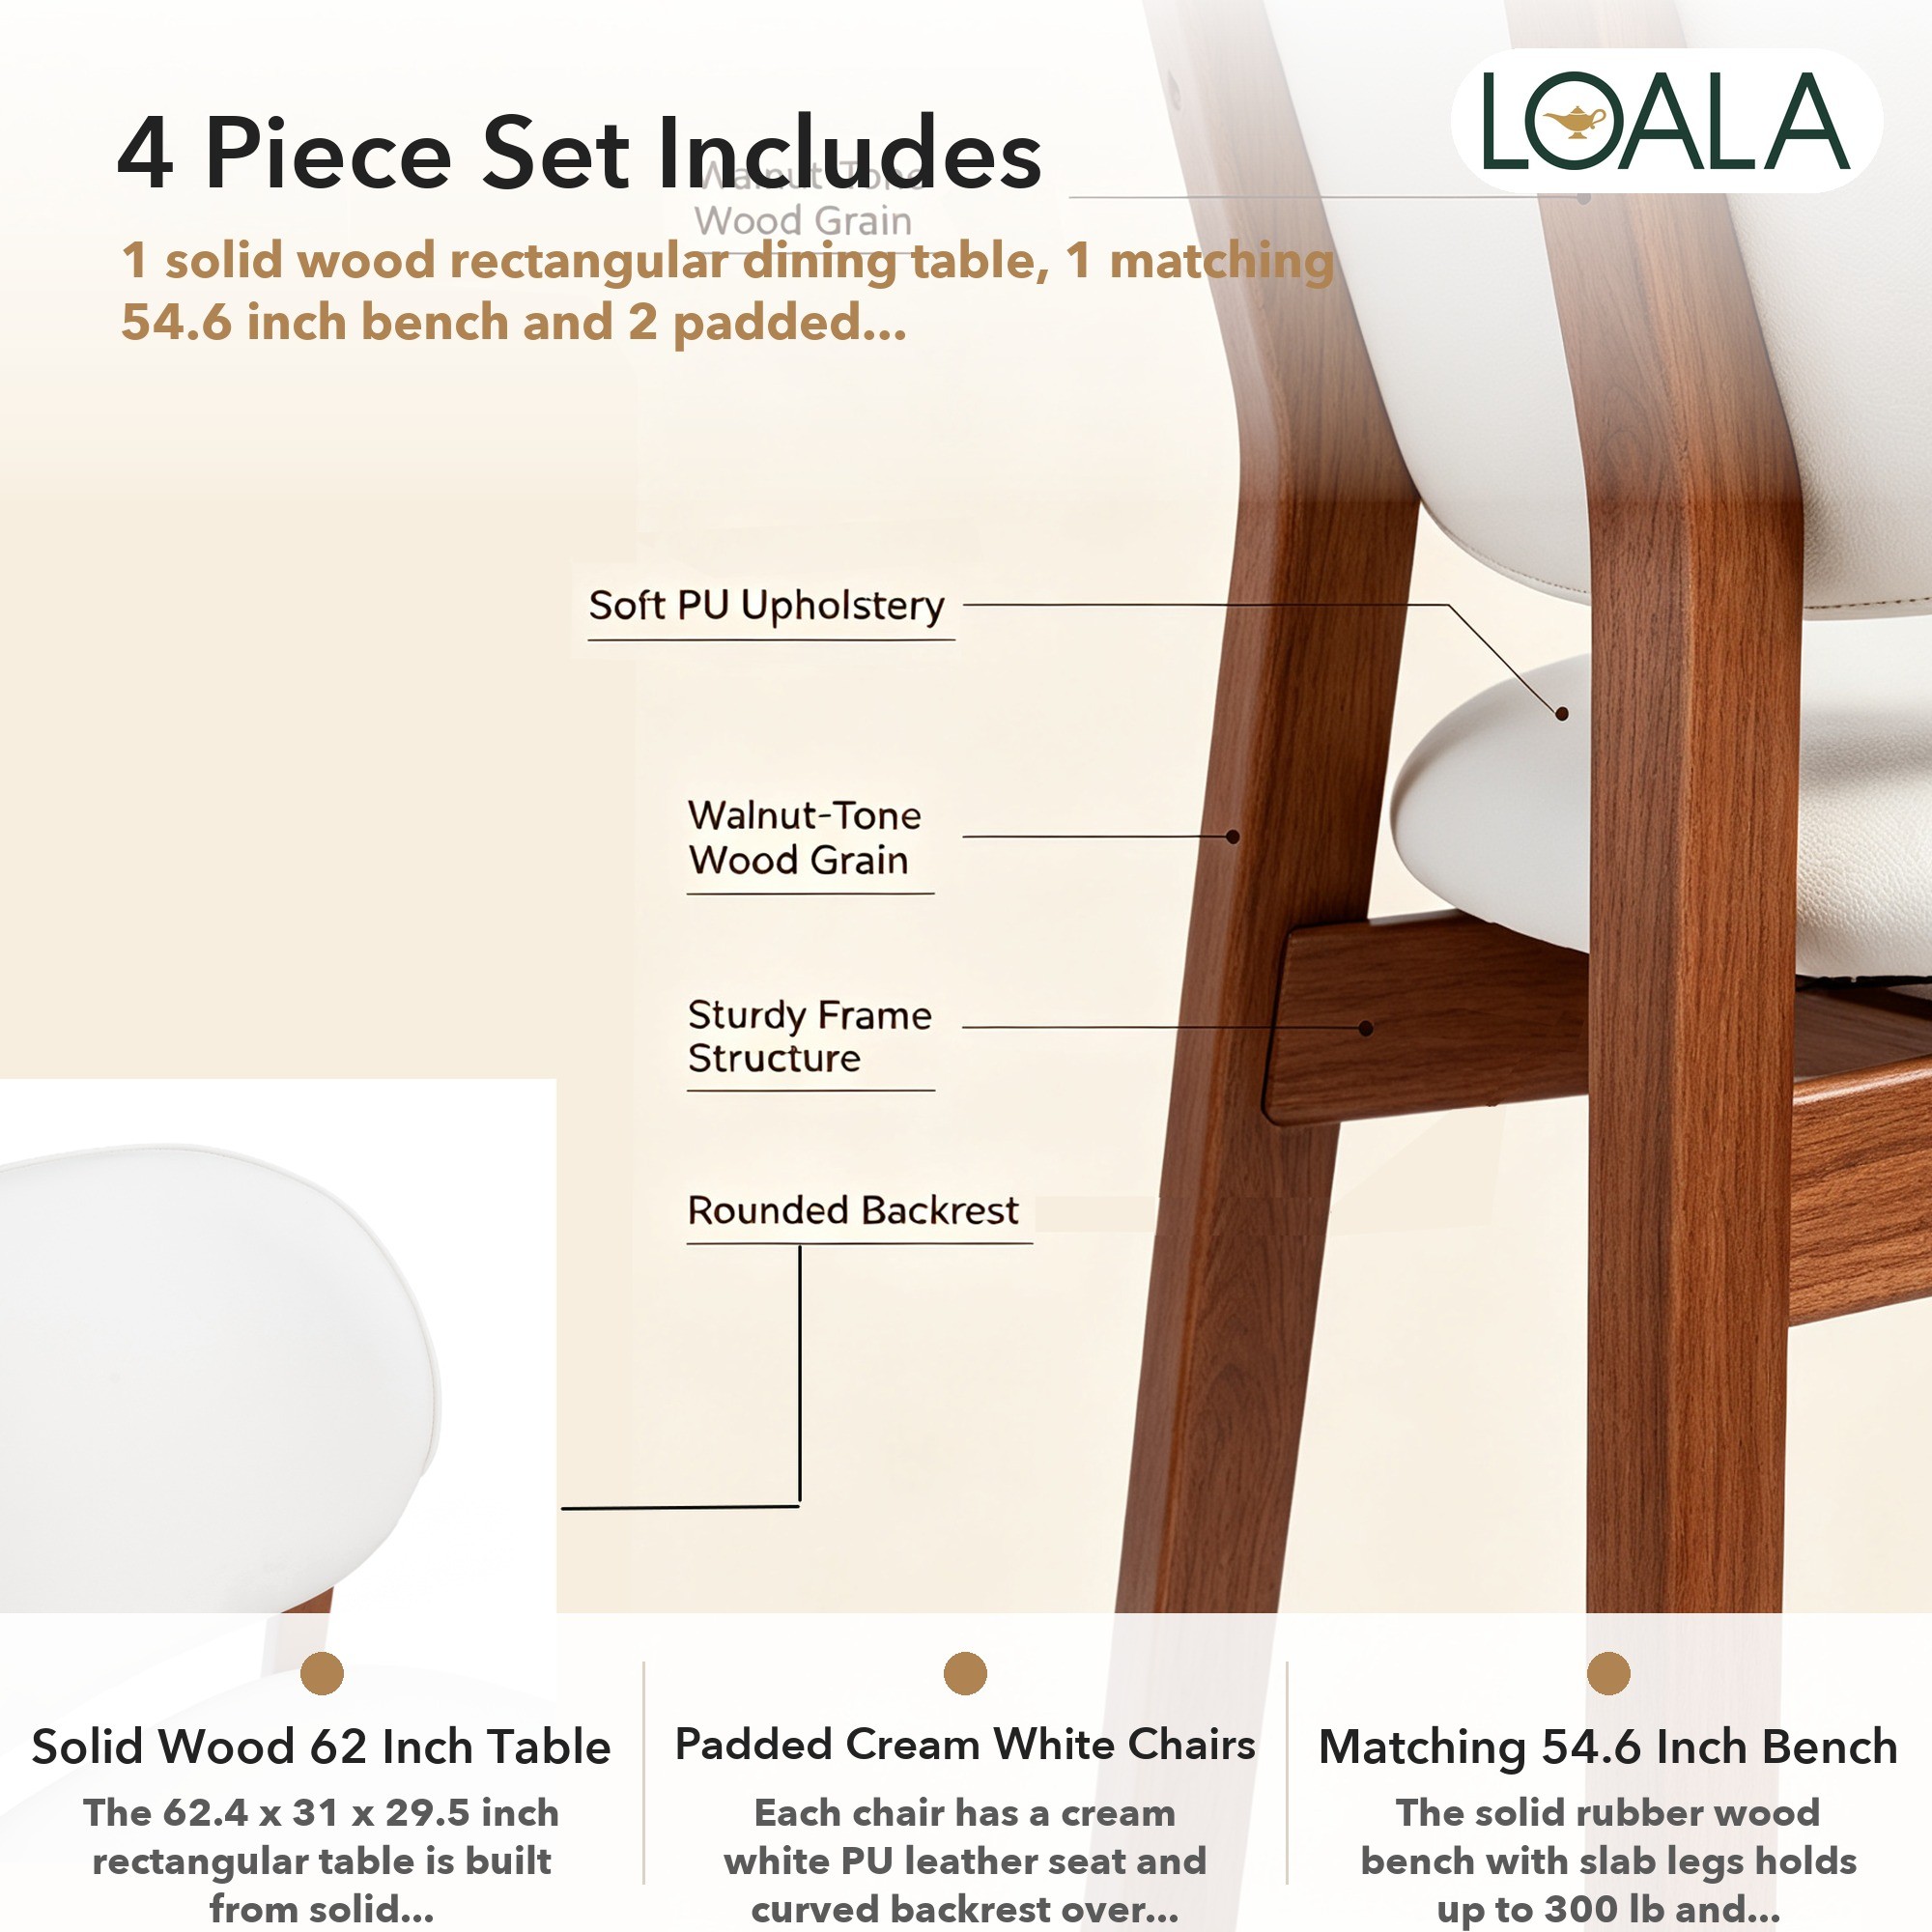 LOALA
4 Piece Set Includes
Walnut-Tone
Wood Grain
1 solid wood rectangular dining table, 1 matching
54.6 inch bench and 2 padded...
Soft PU Upholstery
Walnut-Tone
Wood Grain
Sturdy Frame
Structure
Rounded Backrest
Solid Wood 62 Inch Table
The 62.4 x 31 x 29.5 inch
rectangular table is built
from solid...
Padded Cream White Chairs
Each chair has a cream
white PU leather seat and
curved backrest over...
Matching 54.6 Inch Bench
The solid rubber wood
bench with slab legs holds
up to 300 lb and...